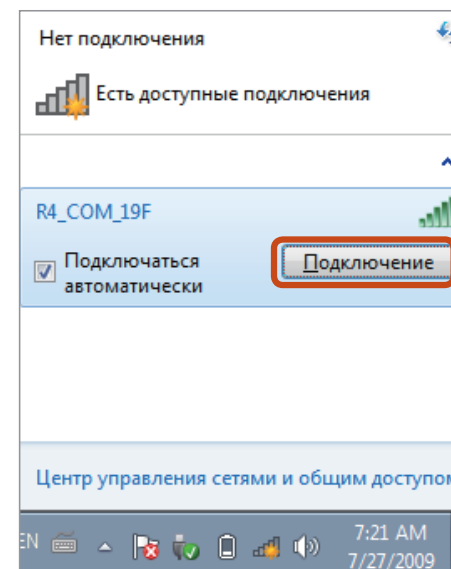 Нет подключения
Есть доступные подключения
R4_COM_19F
Подключаться
автоматически
Подключение
Центр управления сетями и общим доступом
EN
7:21 AM
7/27/2009